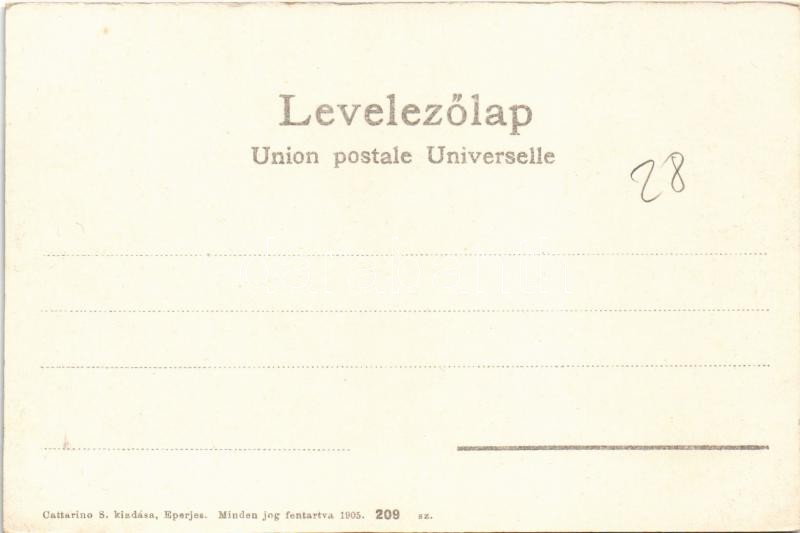 Levelezőlap
Union postale Universelle
28
Cattarino S. kiadása, Eperjes. Minden jog fentartva 1905. 209 sz.